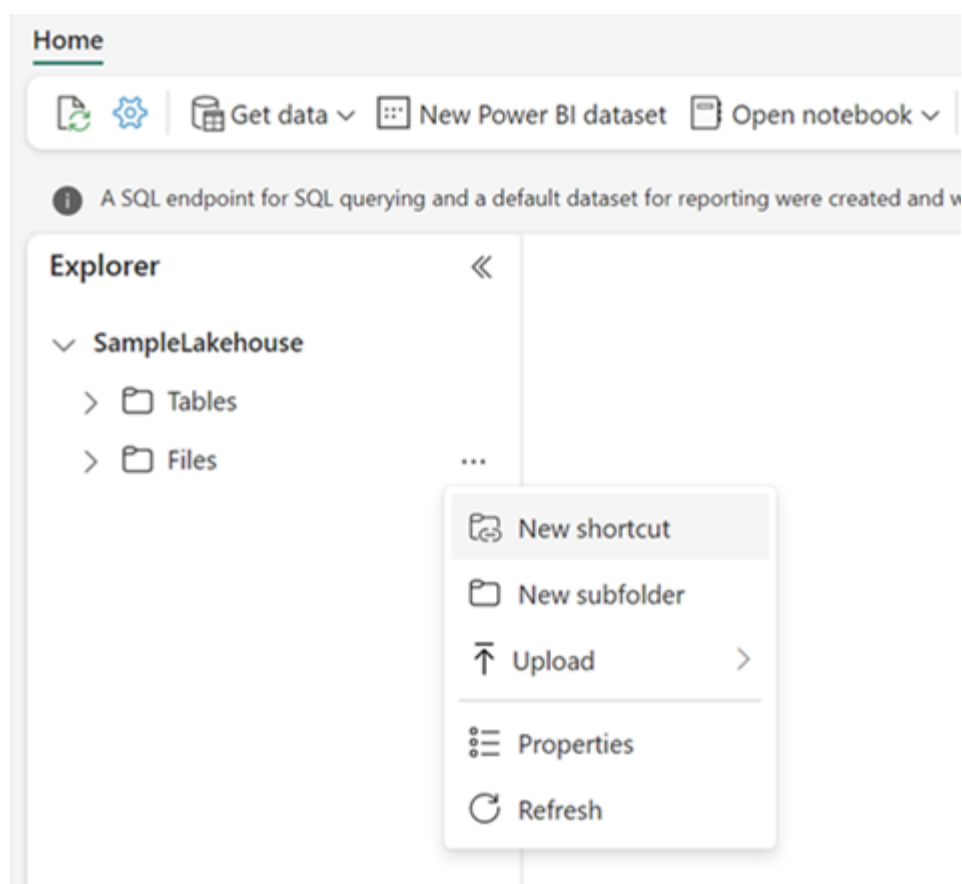 Home
Get data New Power BI dataset Open notebook
A SQL endpoint for SQL querying and a default dataset for reporting were created and
Explorer
SampleLakehouse
Tables
Files ...
New shortcut
New subfolder
Upload
Properties
Refresh